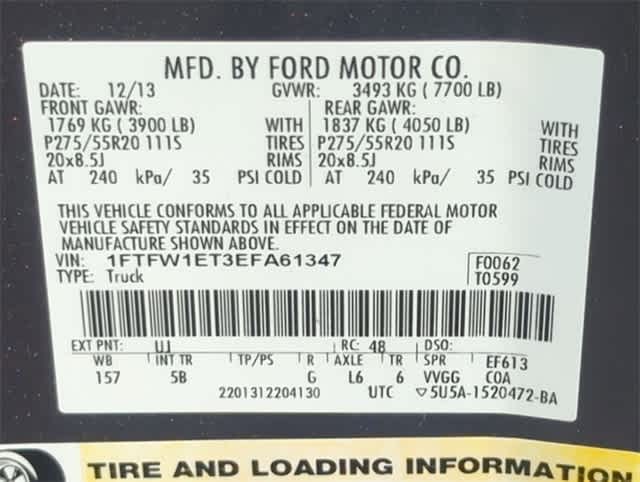 MFD. BY FORD MOTOR CO.
DATE: 12/13 GVWR: 3493 KG ( 7700 LB)
FRONT GAWR: REAR GAWR:
1769 KG ( 3900 LB) WITH 1837 KG ( 4050 LB) WITH
P275/55R20 111S TIRES P275/55R20 111S TIRES
20x8.5J RIMS 20x8.5J RIMS
AT 240 kPa/ 35 PSI COLD AT 240 kPa/ 35 PSI COLD
THIS VEHICLE CONFORMS TO ALL APPLICABLE FEDERAL MOTOR
VEHICLE SAFETY STANDARDS IN EFFECT ON THE DATE OF
MANUFACTURE SHOWN ABOVE.
VIN: 1FTFW1ET3EFA61347 F0062
TYPE: Truck T0599
EXT PNT: UJ RC: 48 DSO:
WB INT TR TP/PS R AXLE TR SPR EF613
157 5B G L6 6 VVGG COA
2201312204130 UTC ▽5U5A-1520472-BA
TIRE AND LOADING INFORMATION